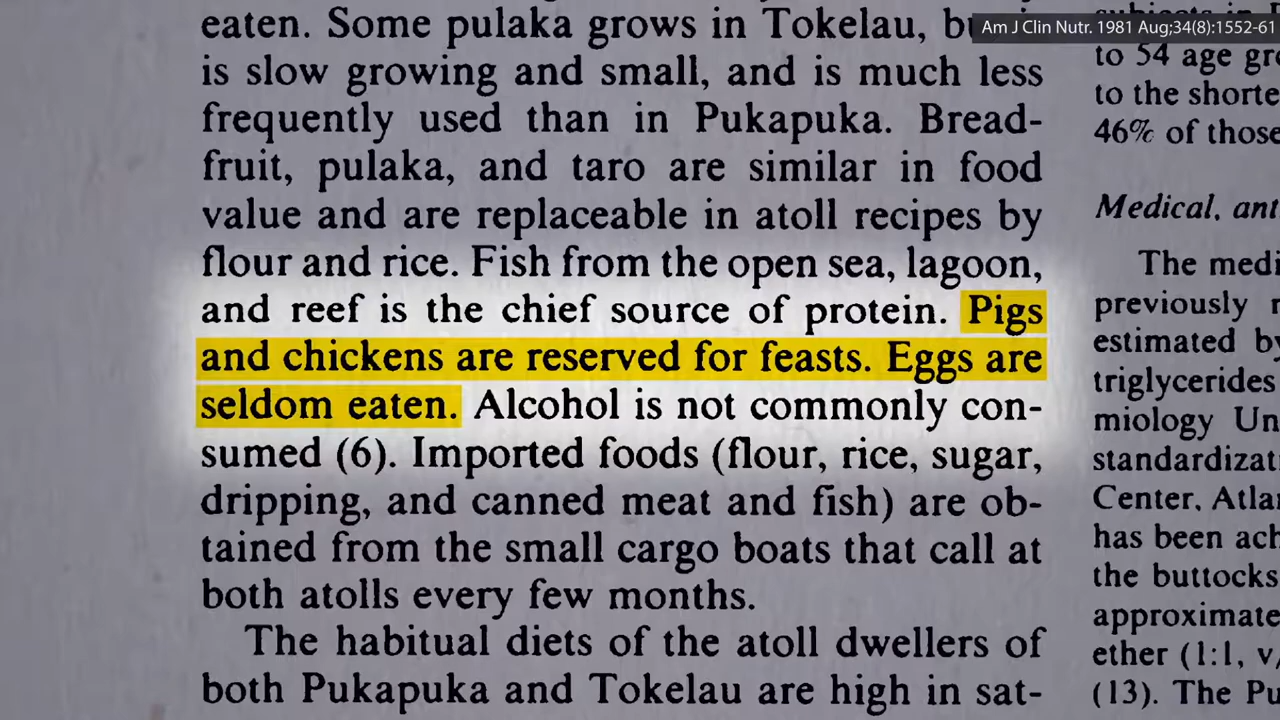 Am J Clin Nutr. 1981 Aug;34(8):1552-61
eaten. Some pulaka grows in Tokelau,
is slow growing and small, and is much less
frequently used than in Pukapuka. Bread-
fruit, pulaka, and taro are similar in food
value and are replaceable in atoll recipes by
flour and rice. Fish from the open sea, lagoon,
and reef is the chief source of protein. Pigs
and chickens are reserved for feasts. Eggs are
seldom eaten. Alcohol is not commonly con-
sumed (6). Imported foods (flour, rice, sugar,
dripping, and canned meat and fish) are ob-
tained from the small cargo boats that call at
both atolls every few months.
The habitual diets of the atoll dwellers of
both Pukapuka and Tokelau are high in sat-
to 54 age
to the shorte
46% of those
Medical, ant
The medi
previously
estimated by
triglycerides
miology Un
standardizat
Center, Atla
has been ach
the buttocks
approximate
ether (1:1, v/
(13). The Pu